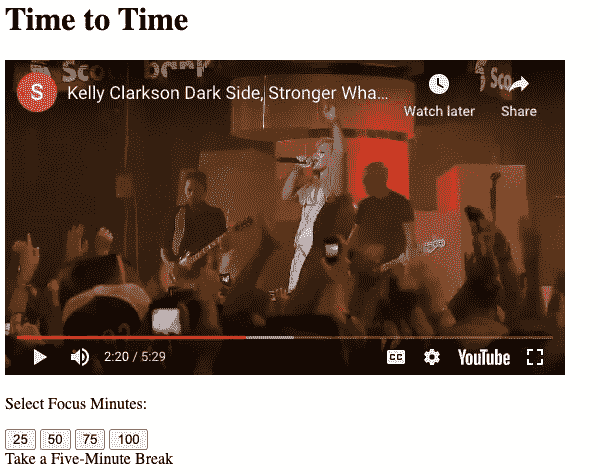 Time to Time
S Kelly Clarkson Dark Side, Stronger Wha...
Watch later Share
2:20 / 5:29 CC YouTube
Select Focus Minutes:
25 50 75 100
Take a Five-Minute Break